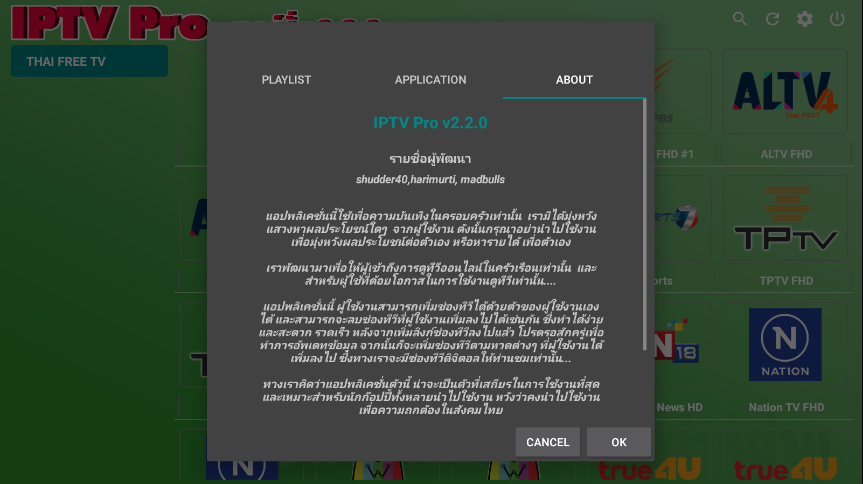 IPTV Pro
THAI FREE TV
PLAYLIST
APPLICATION
ABOUT
IPTV Pro v2.2.0
รายชื่อผู้พัฒนา
shudder40,harimurti, madbulls
แอปพลิเคชั่นนี้ใช้เพื่อความบันเทิงในครอบครัวเท่านั้น เรามิได้มุ่งหวัง
แสวงหาผลประโยชน์ใดๆ จากผู้ใช้งาน ดังนั้นกรุณาอย่านำไปใช้งาน
เพื่อมุ่งหวังผลประโยชน์ต่อตัวเอง หรือหารายได้ เพื่อตัวเอง
เราพัฒนามาเพื่อให้ผู้เข้าถึงการดูทีวีออนไลน์ในครัวเรือนเท่านั้น และ
สำหรับผู้ใช้ที่ด้อยโอกาสในการใช้งานดูทีวีเท่านั้น....
แอปพลิเคชั่นนี้ ผู้ใช้งานสามารถเพิ่มช่องทีวีได้ด้วยตัวของผู้ใช้งานเอง
ได้ และสามารถจะลบช่องทีวีที่ผู้ใช้งานเพิ่มลงไปได้เช่นกัน ซึ่งทำได้ง่าย
และสะดวก รวดเร็ว หลังจากเพิ่มลิงก์ช่องทีวีลงไปแล้ว โปรดรอสักครู่เพื่อ
ทำการอัพเดทข้อมูล จากนั้นก็จะเพิ่มช่องทีวีตามหวดต่างๆ ที่ผู้ใช้งานได้
เพิ่มลงไป ซึ่งทางเราจะมีช่องทีวีดิจิตอลให้ท่านชมเท่านั้น...
ทางเราคิดว่าแอปพลิเคชั่นตัวนี้ น่าจะเป็นตัวที่เสถียรในการใช้งานที่สุด
และเหมาะสำหรับนักก๊อปปี้ทั้งหลายนำไปใช้งาน หวังว่าคงนำไปใช้งาน
เพื่อความถูกต้องในสังคมไทย
CANCEL
OK
PBS
ALTV 4
FHD #1
ALTV FHD
TPTV
TPTV FHD
N18
N
NATION
News HD
Nation TV FHD
N
true4U
true4U